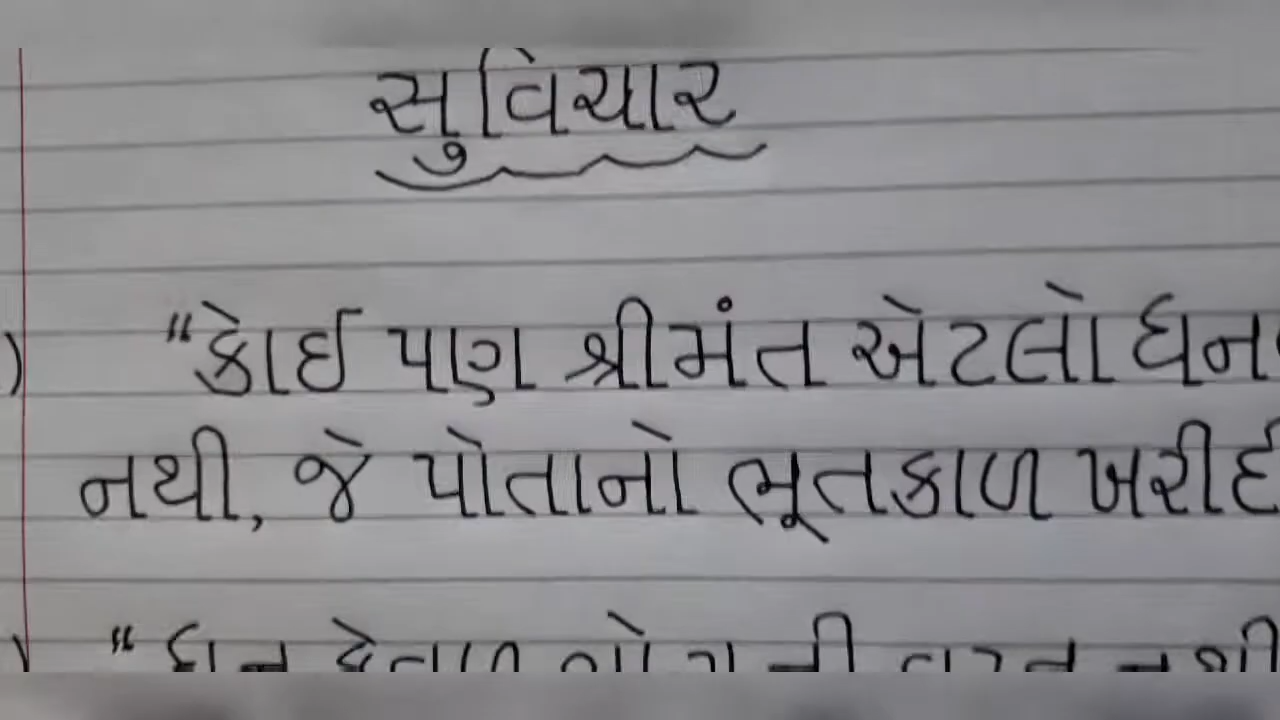 સુવિચાર
) "કોઈ પણ શ્રીમંત એટલો ધન
નથી, જે પોતાનો ભૂતકાળ ખરીદ